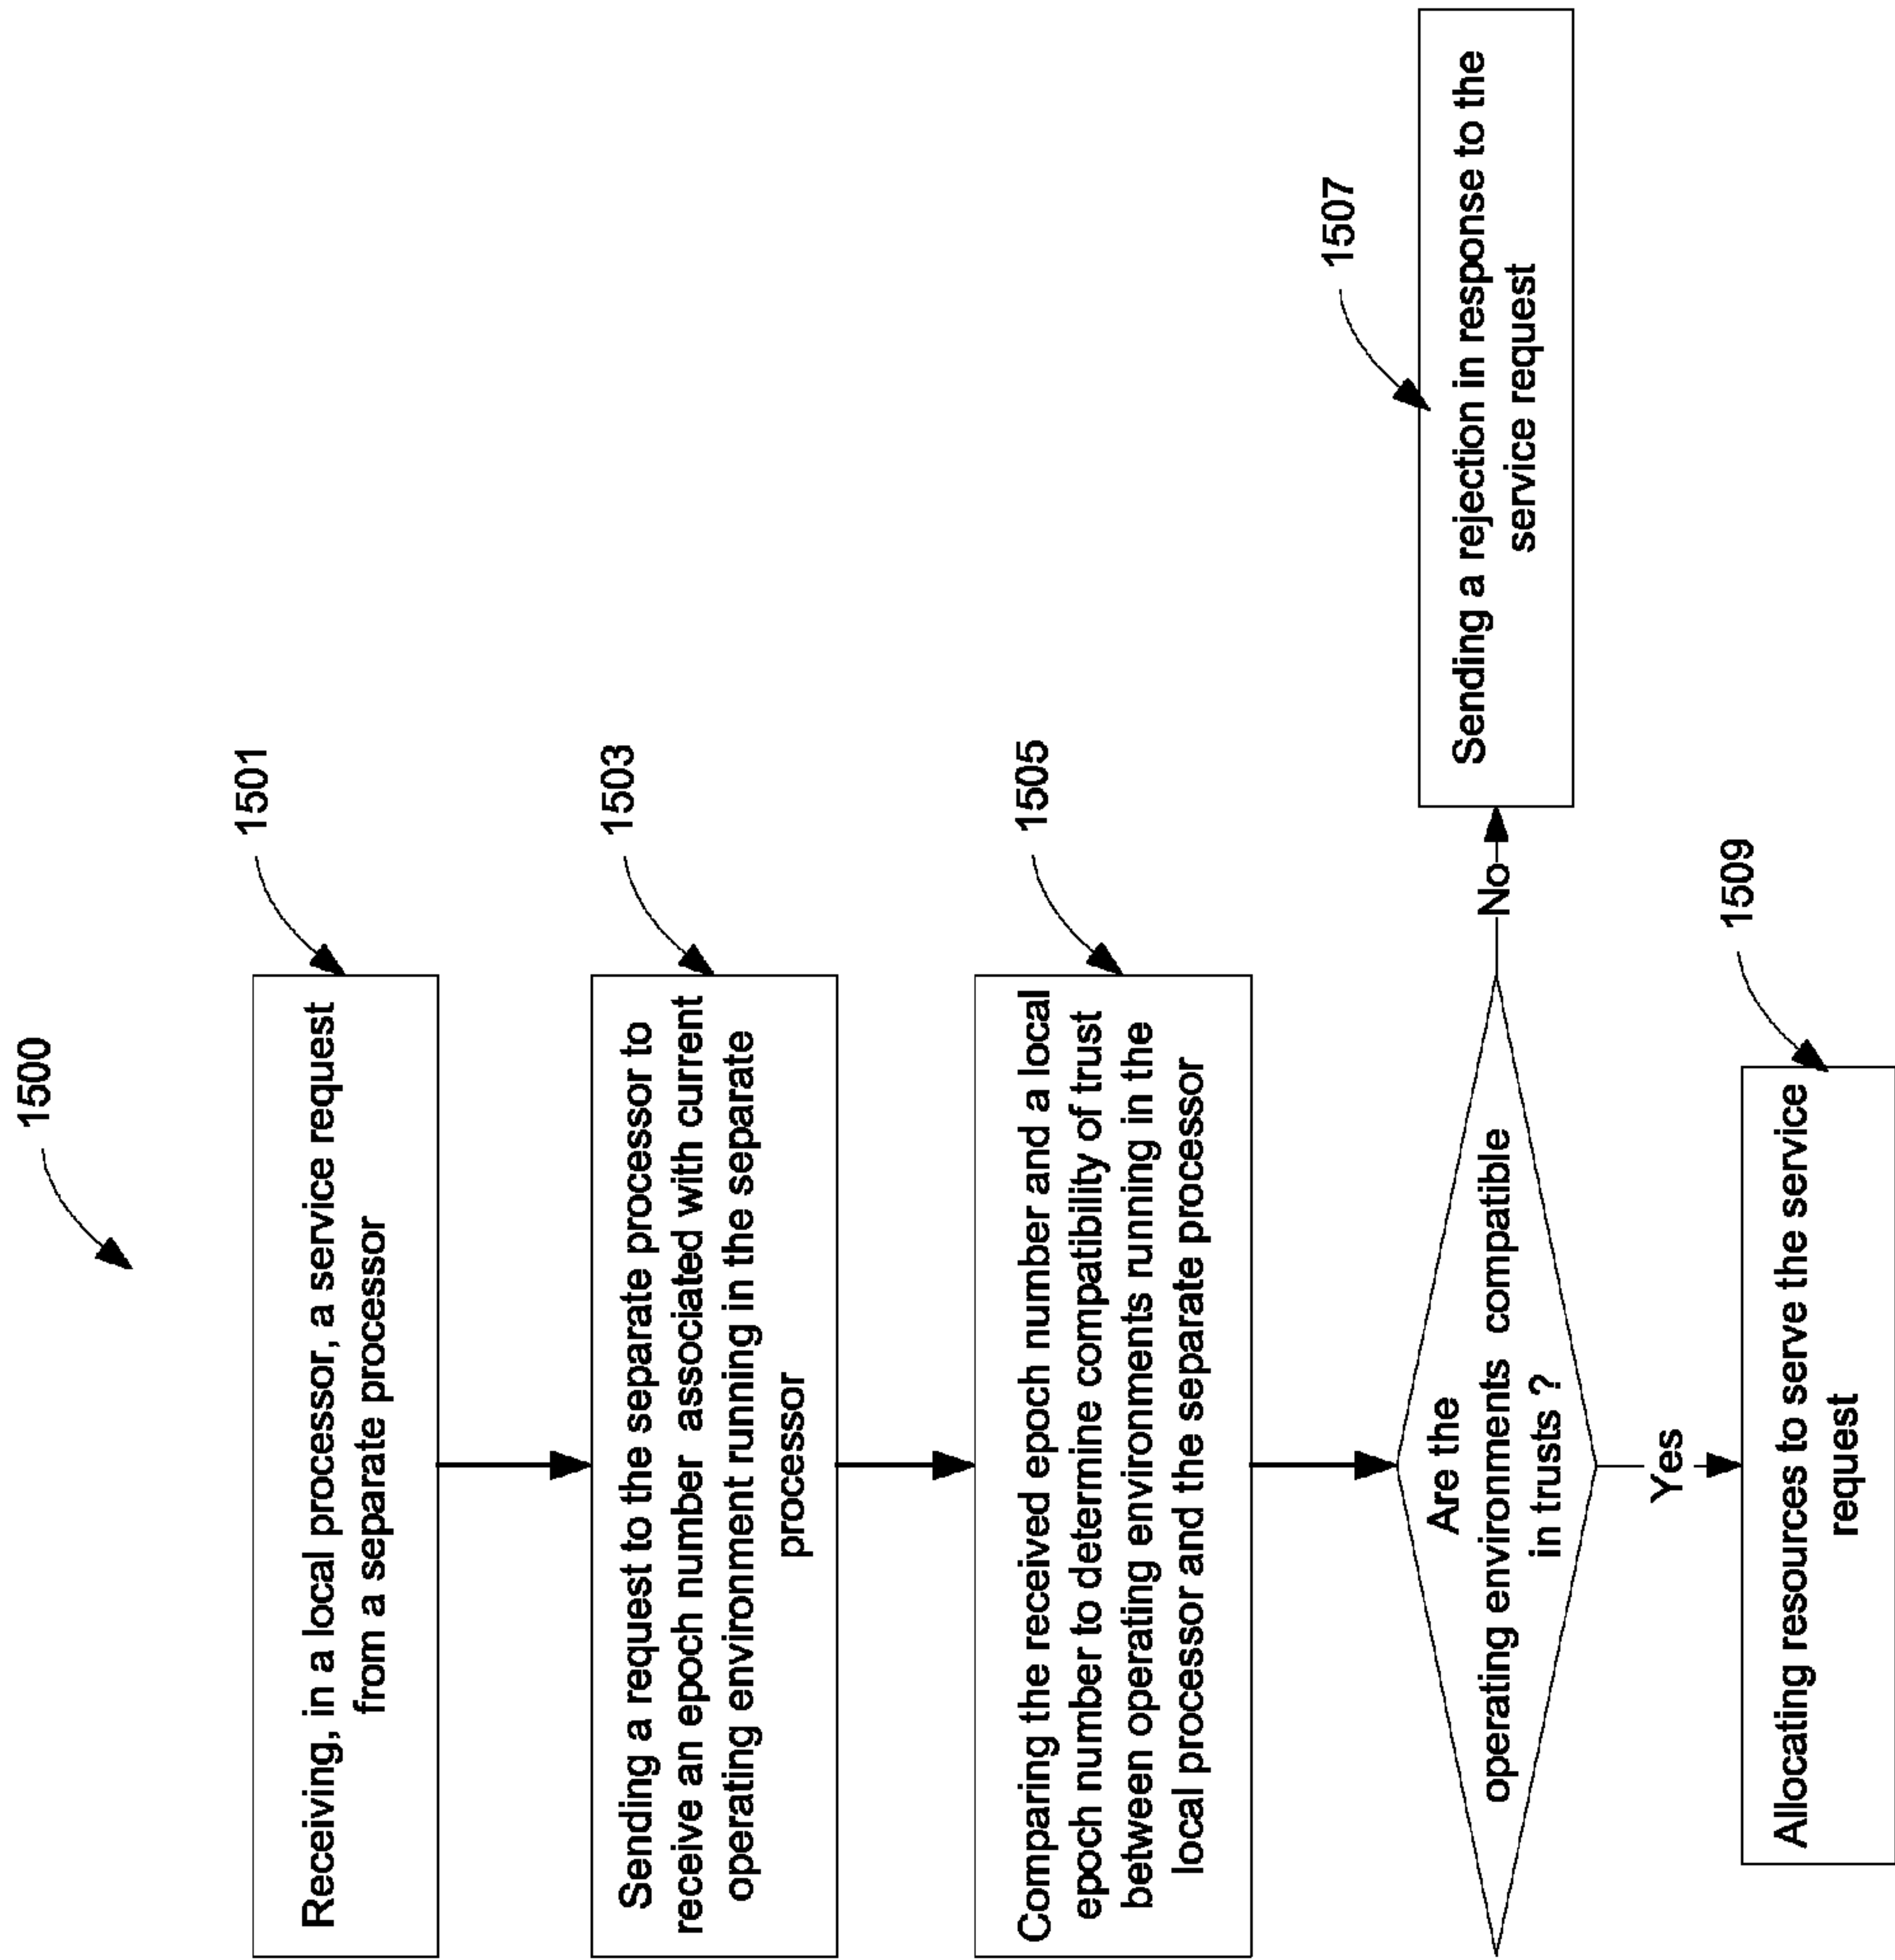 1500
1501
Receiving, in a local processor, a service request
from a separate processor
1503
Sending a request to the separate processor to
receive an epoch number associated with current
operating environment running in the separate
processor
1505
Comparing the received epoch number and a local
epoch number to determine compatibility of trust
between operating environments running in the
local processor and the separate processor
Are the
operating environments compatible
in trusts ?
No
1507
Sending a rejection in response to the
service request
Yes
1509
Allocating resources to serve the service
request